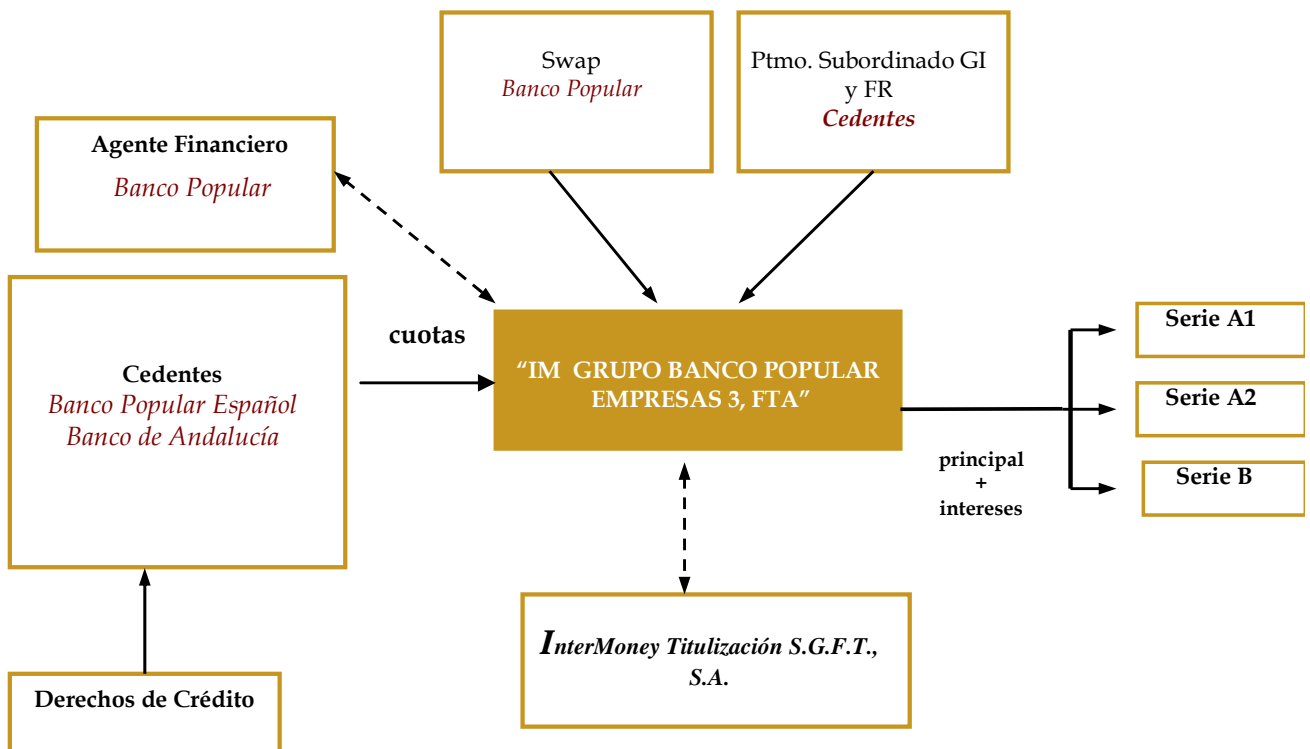 Swap
Banco Popular
Ptmo. Subordinado GI
y FR
Cedentes
Agente Financiero
Banco Popular
Cedentes
Banco Popular Español
Banco de Andalucía
cuotas
“IM GRUPO BANCO POPULAR
EMPRESAS 3, FTA”
Serie A1
Serie A2
Serie B
principal
+
intereses
InterMoney Titulización S.G.F.T.,
S.A.
Derechos de Crédito